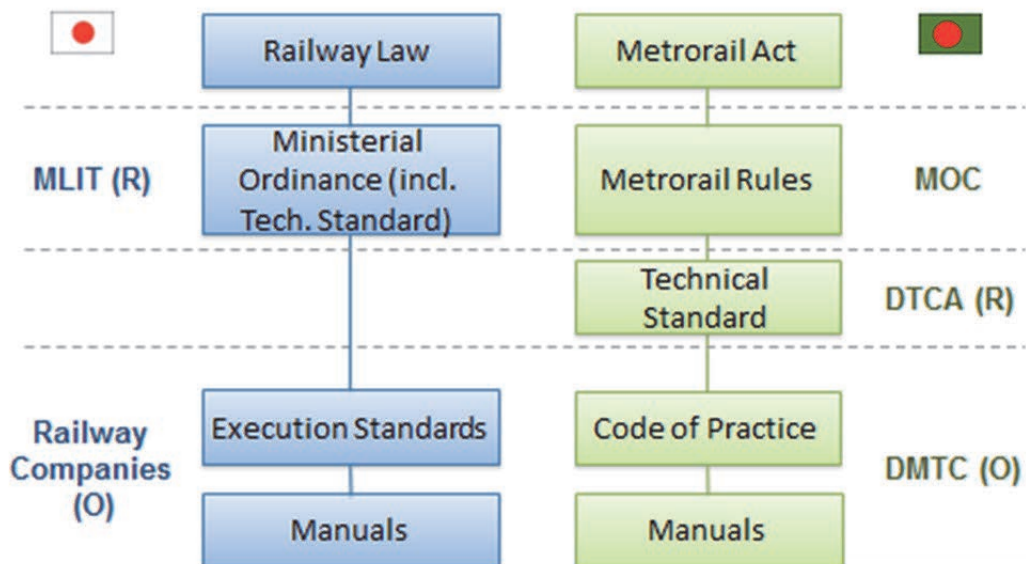 Railway Law
Metrorail Act
MLIT (R)
Ministerial
Ordinance (incl.
Tech. Standard)
Metrorail Rules
MOC
Technical
Standard
DTCA (R)
Railway
Companies
(O)
Execution Standards
Code of Practice
DMTC (O)
Manuals
Manuals